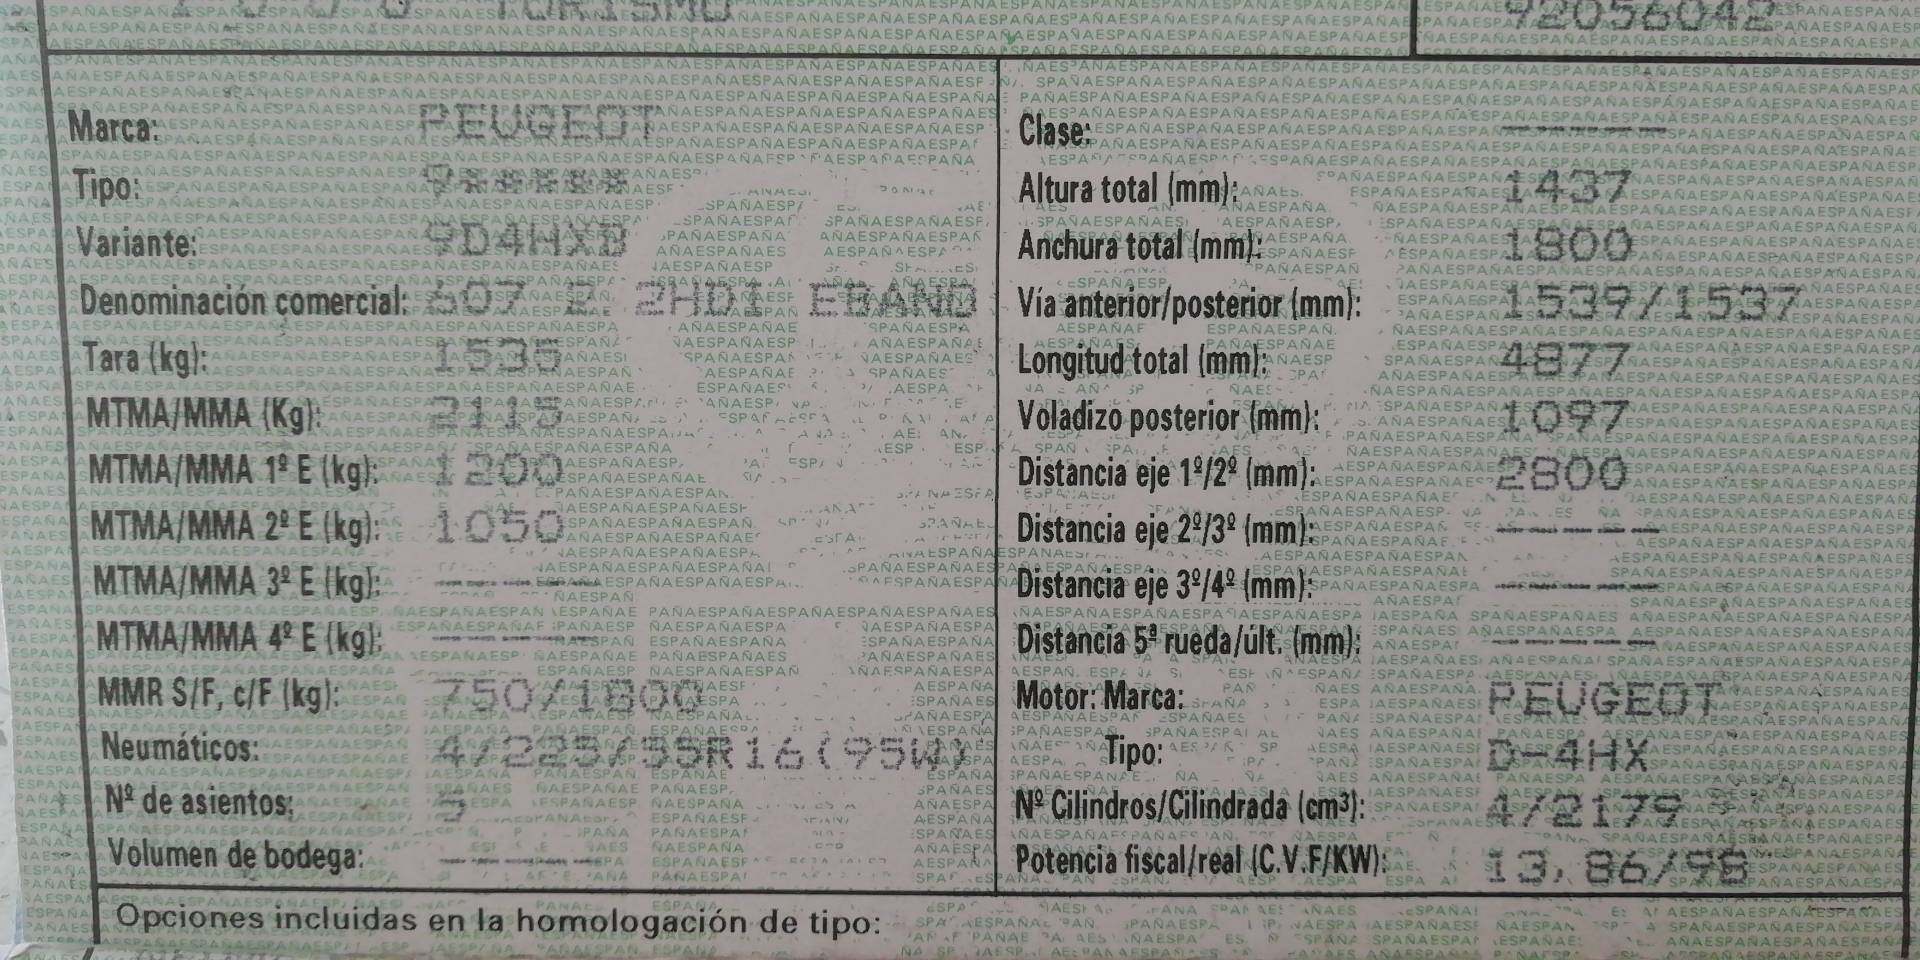 TURISMO
92056042
Marca: PEUGEOT
Tipo: 9*****
Variante: 9D4HXB
Denominación comercial: 607 2.2HDI EBANO
Tara (kg): 1535
MTMA/MMA (Kg): 2115
MTMA/MMA 1º E (kg): 1200
MTMA/MMA 2º E (kg): 1050
MTMA/MMA 3º E (kg): -----
MTMA/MMA 4º E (kg): -----
MMR S/F, c/F (kg): 750/1800
Neumáticos: 4/225/55R16(95W)
Nº de asientos: 5
Volumen de bodega: -----
Clase: -----
Altura total (mm): 1437
Anchura total (mm): 1800
Vía anterior/posterior (mm): 1539/1537
Longitud total (mm): 4877
Voladizo posterior (mm): 1097
Distancia eje 1º/2º (mm): 2800
Distancia eje 2º/3º (mm): -----
Distancia eje 3º/4º (mm): -----
Distancia 5ª rueda/últ. (mm): -----
Motor: Marca: PEUGEOT
Tipo: D-4HX
Nº Cilindros/Cilindrada (cm³): 4/2179
Potencia fiscal/real (C.V.F/KW): 13,86/98
Opciones incluidas en la homologación de tipo: